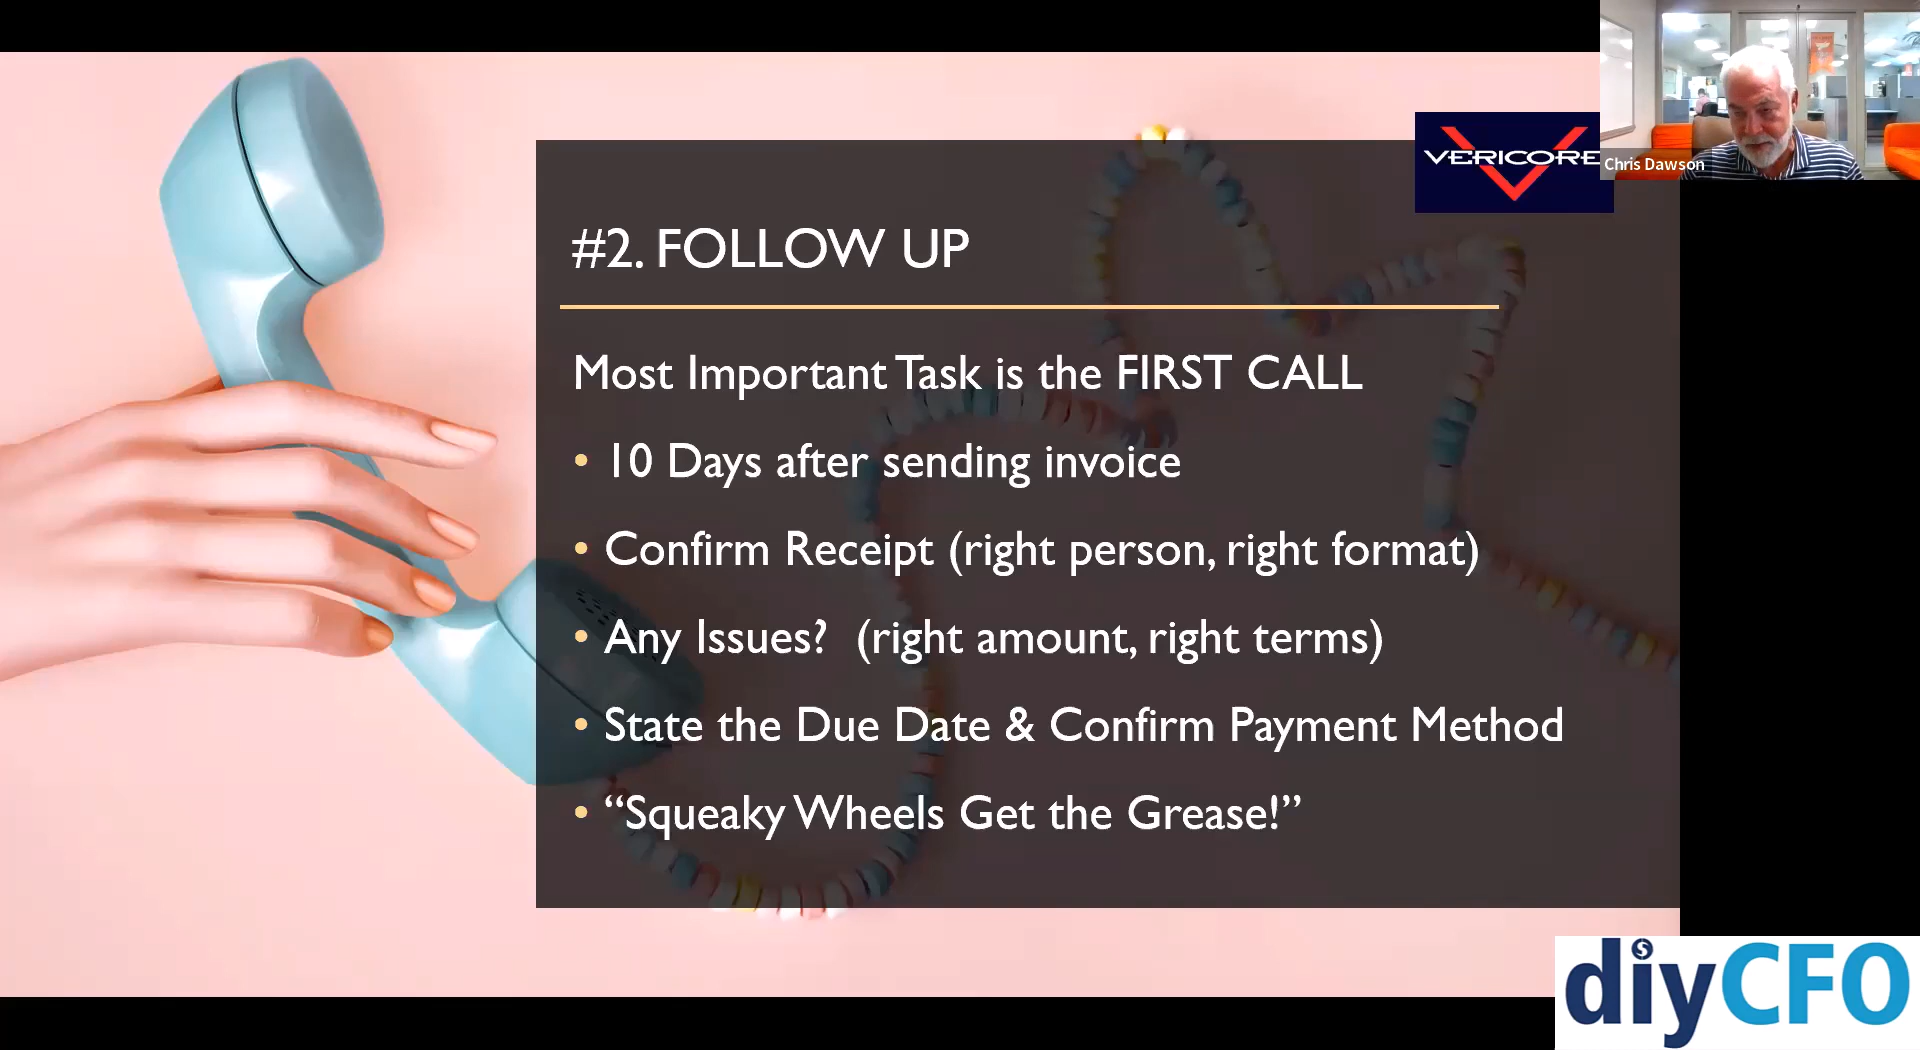 VERICORE
Chris Dawson
#2. FOLLOW UP
Most Important Task is the FIRST CALL
• 10 Days after sending invoice
• Confirm Receipt (right person, right format)
• Any Issues? (right amount, right terms)
• State the Due Date & Confirm Payment Method
• “Squeaky Wheels Get the Grease!”
diyCFO